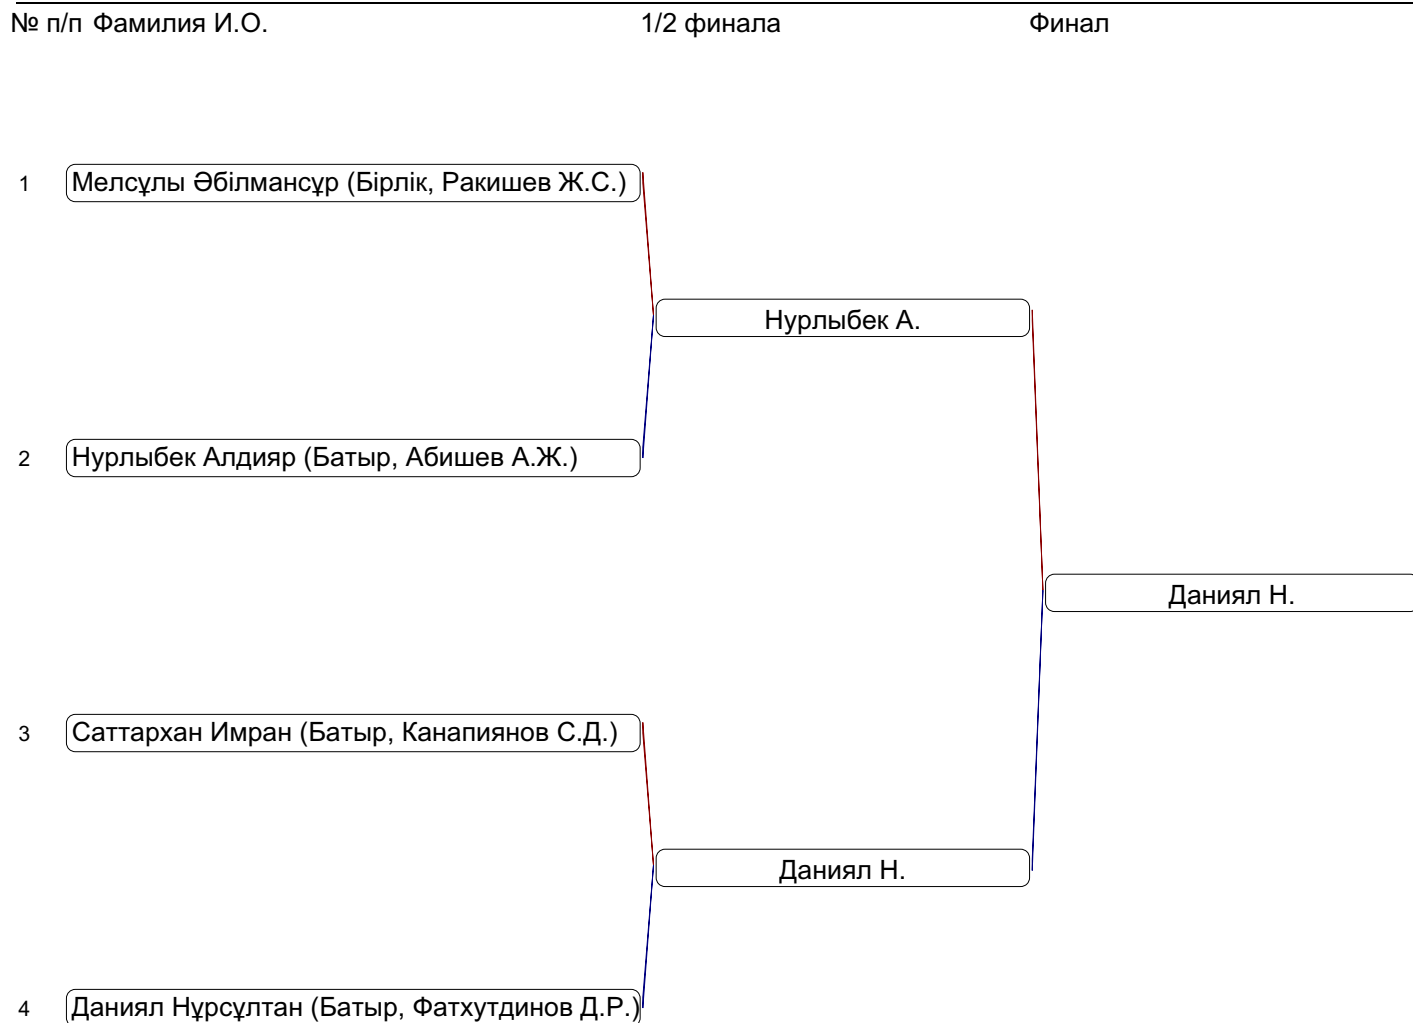 № п/п Фамилия И.О. 1/2 финала Финал
1 Мелсұлы Әбілмансұр (Бірлік, Ракишев Ж.С.)
Нурлыбек А.
2 Нурлыбек Алдияр (Батыр, Абишев А.Ж.)
Даниял Н.
3 Саттархан Имран (Батыр, Канапиянов С.Д.)
Даниял Н.
4 Даниял Нұрсұлтан (Батыр, Фатхутдинов Д.Р.)